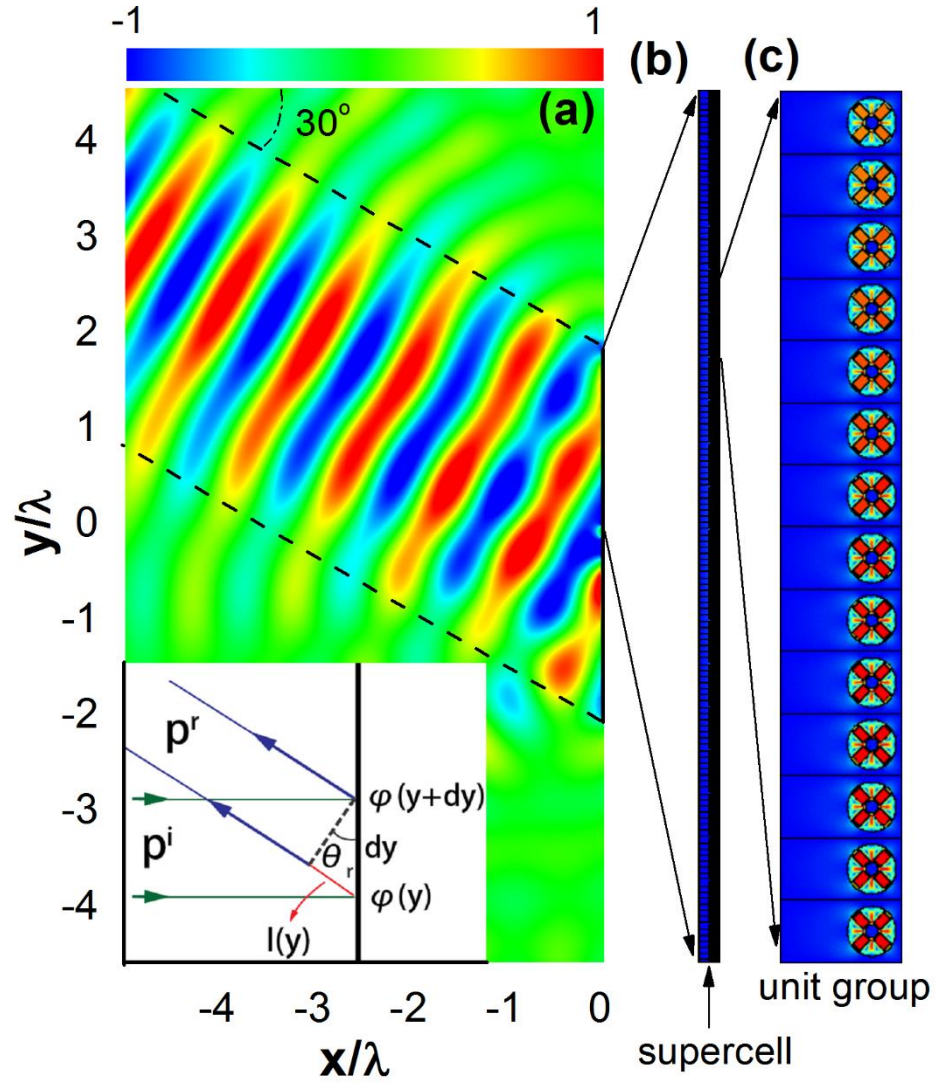 -1
1
(a)
(b)
(c)
30°
4
3
2
1
0
-1
-2
-3
-4
y/λ
p^r
p^i
φ(y+dy)
dy
θ_r
φ(y)
l(y)
-4
-3
-2
-1
0
x/λ
supercell
unit group